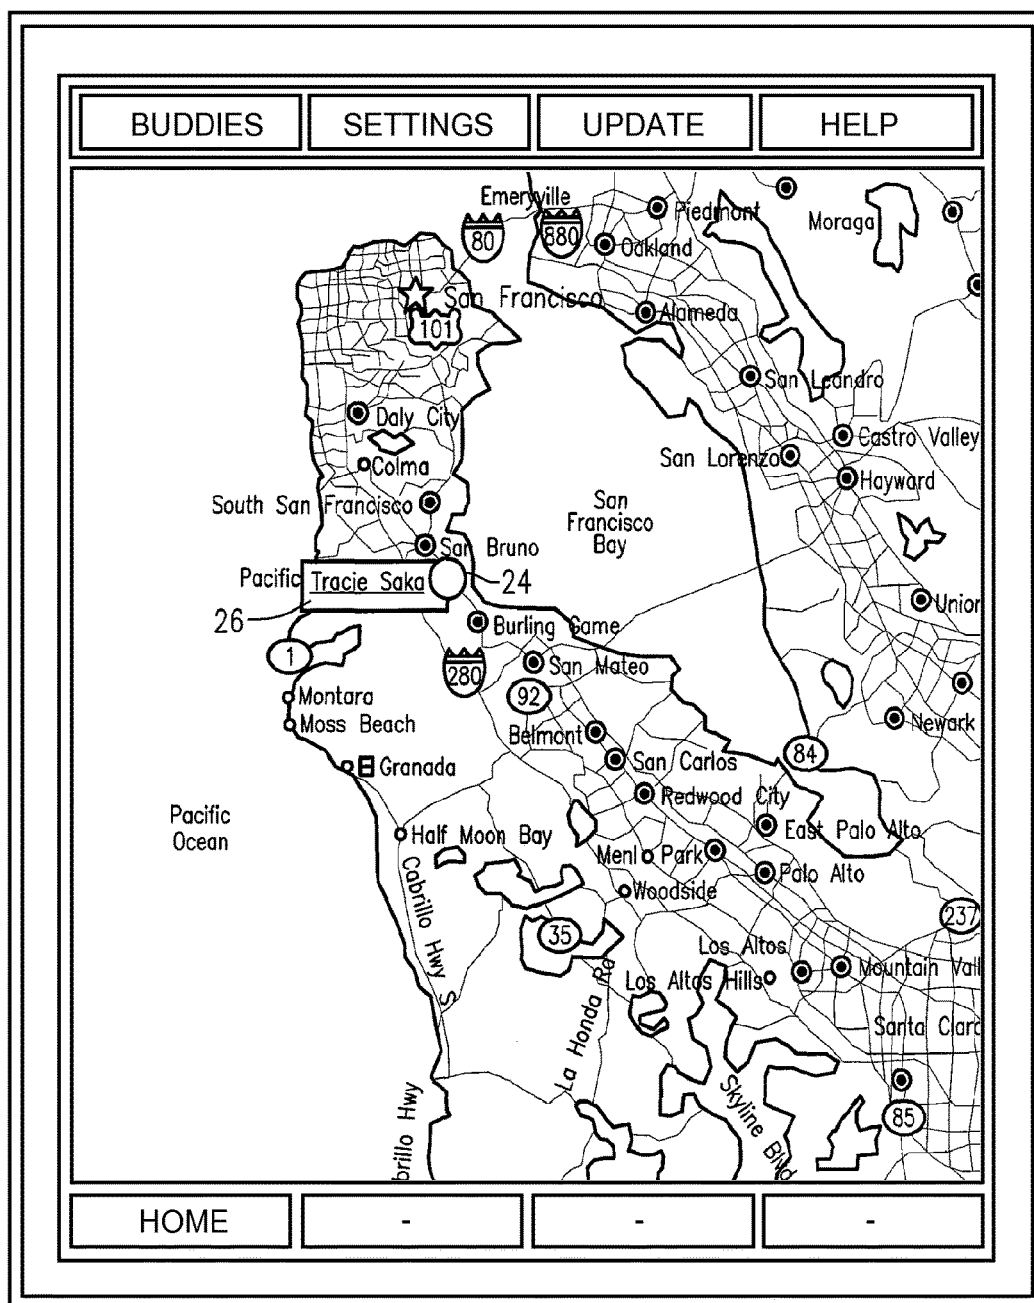 BUDDIES
SETTINGS
UPDATE
HELP
Emeryville
Piedmont
Moraga
80
880
Oakland
San Francisco
101
Alameda
San Leandro
Daly City
Castro Valley
San Lorenzo
Colma
Hayward
South San Francisco
San
Francisco
Bay
San Bruno
Pacific
Tracie Saka
24
26
Union
Burling Game
1
280
San Mateo
92
Montara
Moss Beach
Newark
Belmont
84
San Carlos
Granada
Redwood City
Pacific
Ocean
East Palo Alto
Half Moon Bay
Menl Park
Palo Alto
Woodside
Cabrillo Hwy S
237
35
Los Altos
Mountain Vall
Los Altos Hills
La Honda Ra
Santa Clar
Skyline Blvd
brillo Hwy
85
HOME
-
-
-